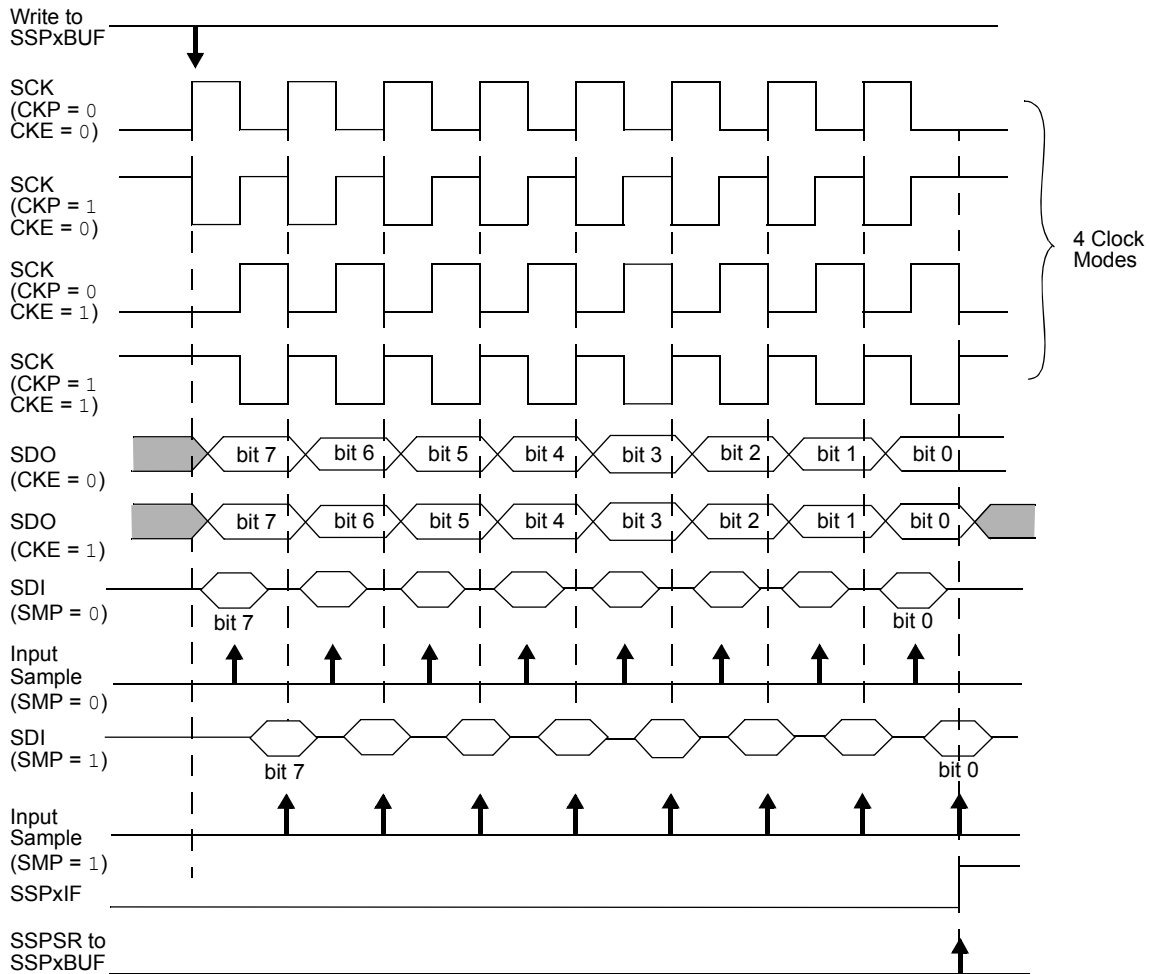 Write to
SSPxBUF
SCK
(CKP = 0
CKE = 0)
SCK
(CKP = 1
CKE = 0)
SCK
(CKP = 0
CKE = 1)
SCK
(CKP = 1
CKE = 1)
4 Clock
Modes
SDO
(CKE = 0)
bit 7 bit 6 bit 5 bit 4 bit 3 bit 2 bit 1 bit 0
SDO
(CKE = 1)
bit 7 bit 6 bit 5 bit 4 bit 3 bit 2 bit 1 bit 0
SDI
(SMP = 0)
bit 7 bit 0
Input
Sample
(SMP = 0)
SDI
(SMP = 1)
bit 7 bit 0
Input
Sample
(SMP = 1)
SSPxIF
SSPSR to
SSPxBUF